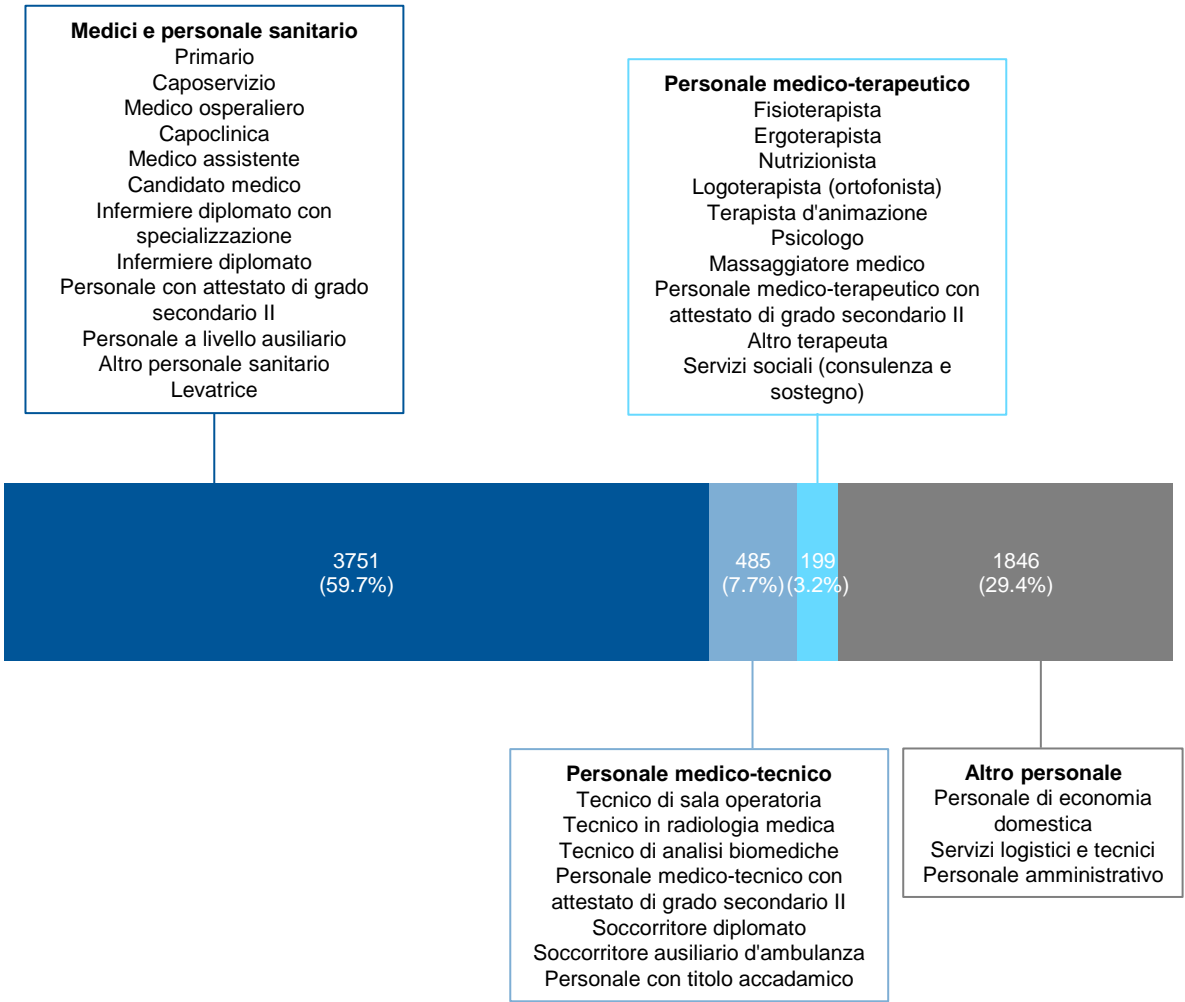 Medici e personale sanitario
Primario
Caposervizio
Medico osperaliero
Capoclinica
Medico assistente
Candidato medico
Infermiere diplomato con
specializzazione
Infermiere diplomato
Personale con attestato di grado
secondario II
Personale a livello ausiliario
Altro personale sanitario
Levatrice
Personale medico-terapeutico
Fisioterapista
Ergoterapista
Nutrizionista
Logoterapista (ortofonista)
Terapista d'animazione
Psicologo
Massaggiatore medico
Personale medico-terapeutico con
attestato di grado secondario II
Altro terapeuta
Servizi sociali (consulenza e
sostegno)
3751
(59.7%)
485
(7.7%)
199
(3.2%)
1846
(29.4%)
Personale medico-tecnico
Tecnico di sala operatoria
Tecnico in radiologia medica
Tecnico di analisi biomediche
Personale medico-tecnico con
attestato di grado secondario II
Soccorritore diplomato
Soccorritore ausiliario d'ambulanza
Personale con titolo accadamico
Altro personale
Personale di economia
domestica
Servizi logistici e tecnici
Personale amministrativo